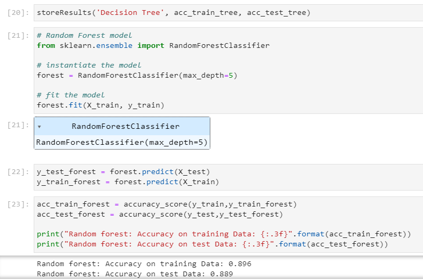 [20]: storeResults('Decision Tree', acc_train_tree, acc_test_tree)
[21]: # Random Forest model
from sklearn.ensemble import RandomForestClassifier
# instantiate the model
forest = RandomForestClassifier(max_depth=5)
# fit the model
forest.fit(X_train, y_train)
[21]: ▾ RandomForestClassifier
RandomForestClassifier(max_depth=5)
[22]: y_test_forest = forest.predict(X_test)
y_train_forest = forest.predict(X_train)
[23]: acc_train_forest = accuracy_score(y_train,y_train_forest)
acc_test_forest = accuracy_score(y_test,y_test_forest)
print("Random forest: Accuracy on training Data: {:.3f}".format(acc_train_forest))
print("Random forest: Accuracy on test Data: {:.3f}".format(acc_test_forest))
Random forest: Accuracy on training Data: 0.896
Random forest: Accuracy on test Data: 0.889